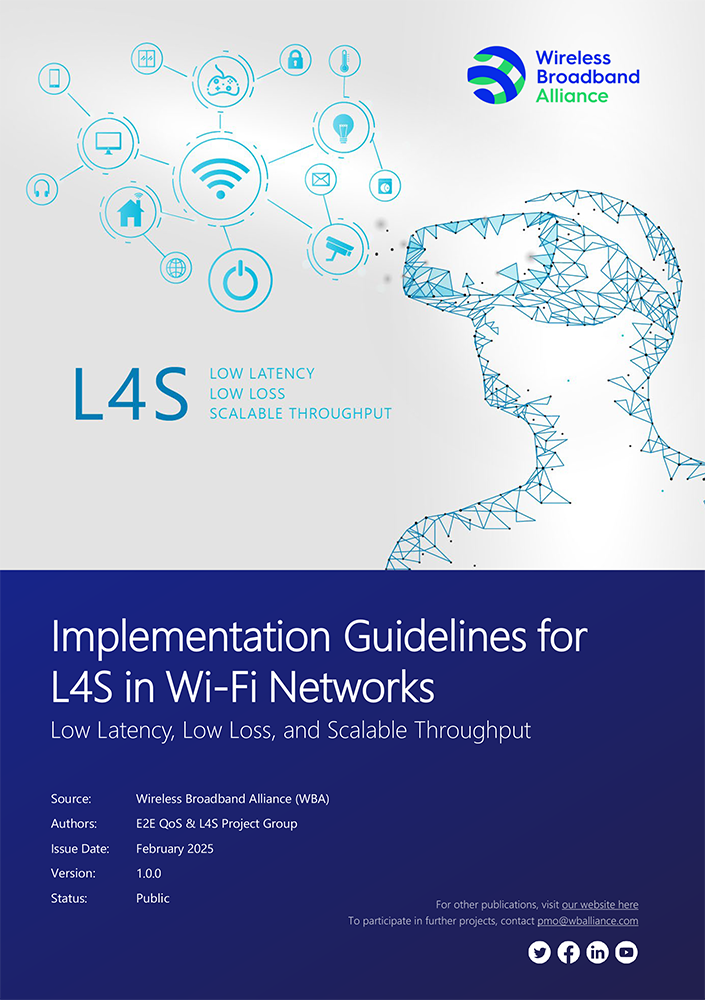 Wireless
Broadband
Alliance
L4S
LOW LATENCY
LOW LOSS
SCALABLE THROUGHPUT
Implementation Guidelines for
L4S in Wi-Fi Networks
Low Latency, Low Loss, and Scalable Throughput
Source: Wireless Broadband Alliance (WBA)
Authors: E2E QoS & L4S Project Group
Issue Date: February 2025
Version: 1.0.0
Status: Public
For other publications, visit our website here
To participate in further projects, contact pmo@wballiance.com